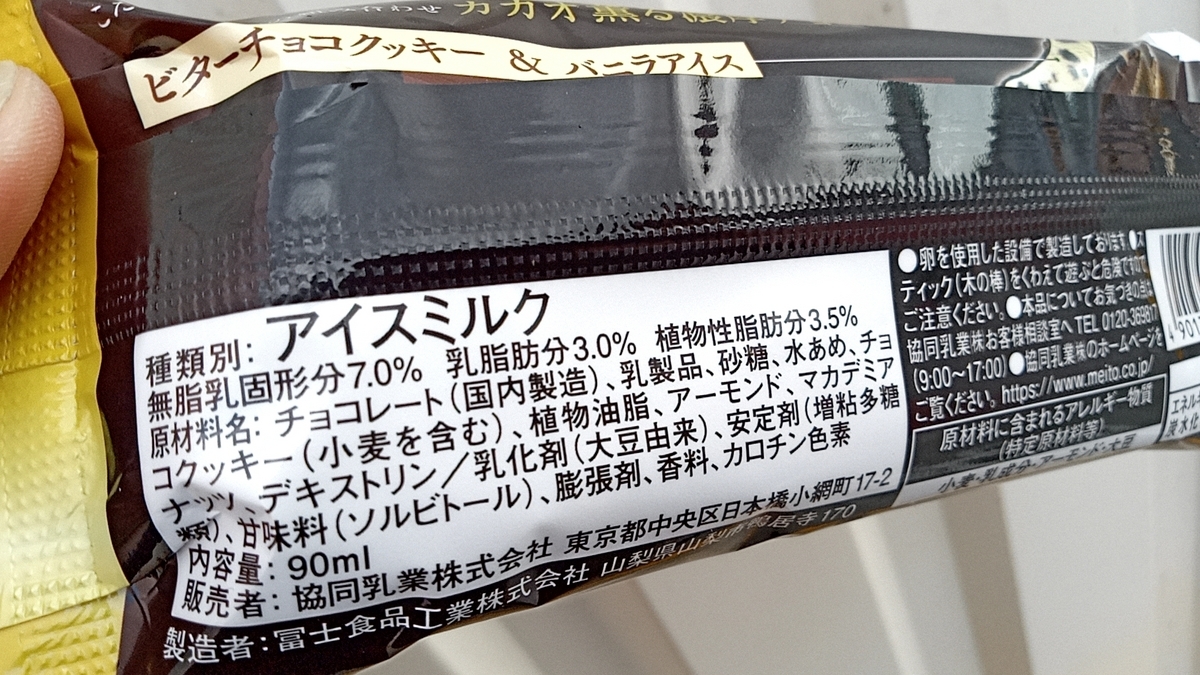 わせ カカオ薫る濃厚
ビターチョコクッキー & バニラアイス
種類別: アイスミルク
無脂乳固形分7.0% 乳脂肪分3.0% 植物性脂肪分3.5%
原材料名: チョコレート(国内製造)、乳製品、砂糖、水あめ、チョ
コクッキー(小麦を含む)、植物油脂、アーモンド、マカデミア
ナッツ、デキストリン/乳化剤(大豆由来)、安定剤(増粘多糖
類)、甘味料(ソルビトール)、膨張剤、香料、カロチン色素
内容量: 90ml
販売者: 協同乳業株式会社 東京都中央区日本橋小網町17-2
製造者: 冨士食品工業株式会社 山梨県山梨市鴨居寺170
●卵を使用した設備で製造しております ●ス
ティック(木の棒)をくわえて遊ぶと危険ですので
ご注意ください。●本品についてお気づきの点は
協同乳業㈱お客様相談室へ TEL 0120-369817
(9:00〜17:00) ●協同乳業㈱のホームページを
ご覧ください。https://www.meito.co.jp/
原材料に含まれるアレルギー物質
(特定原材料等)
小麦・乳成分・アーモンド・大豆
エネル
炭水化